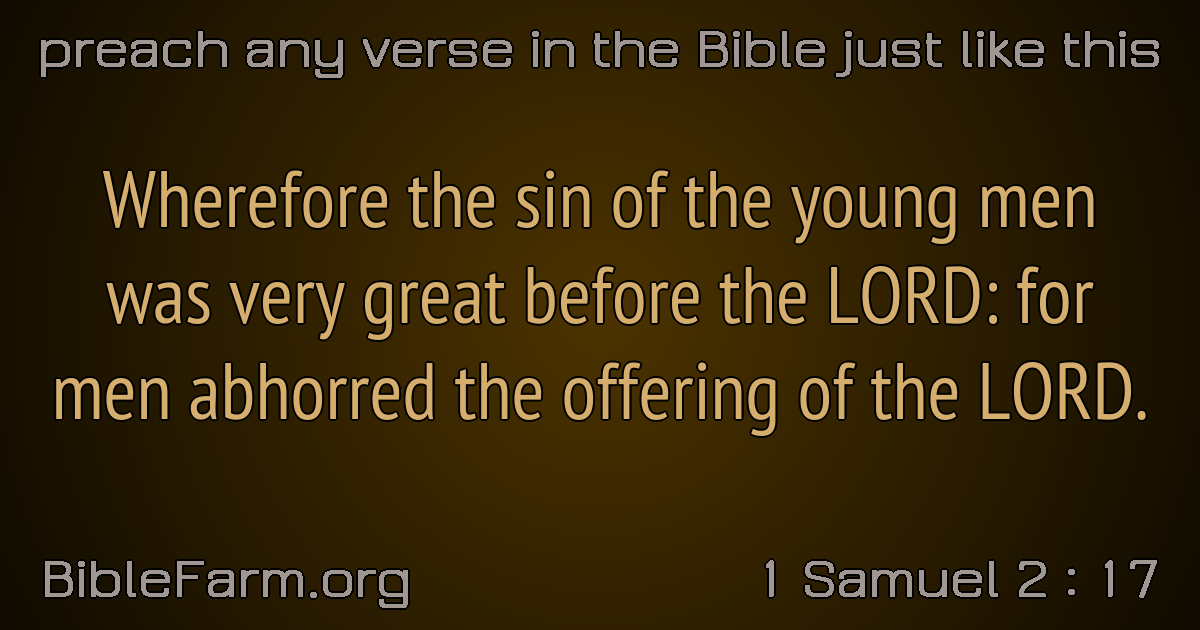 preach any verse in the Bible just like this
Wherefore the sin of the young men
was very great before the LORD: for
men abhorred the offering of the LORD.
BibleFarm.org
1 Samuel 2 : 17